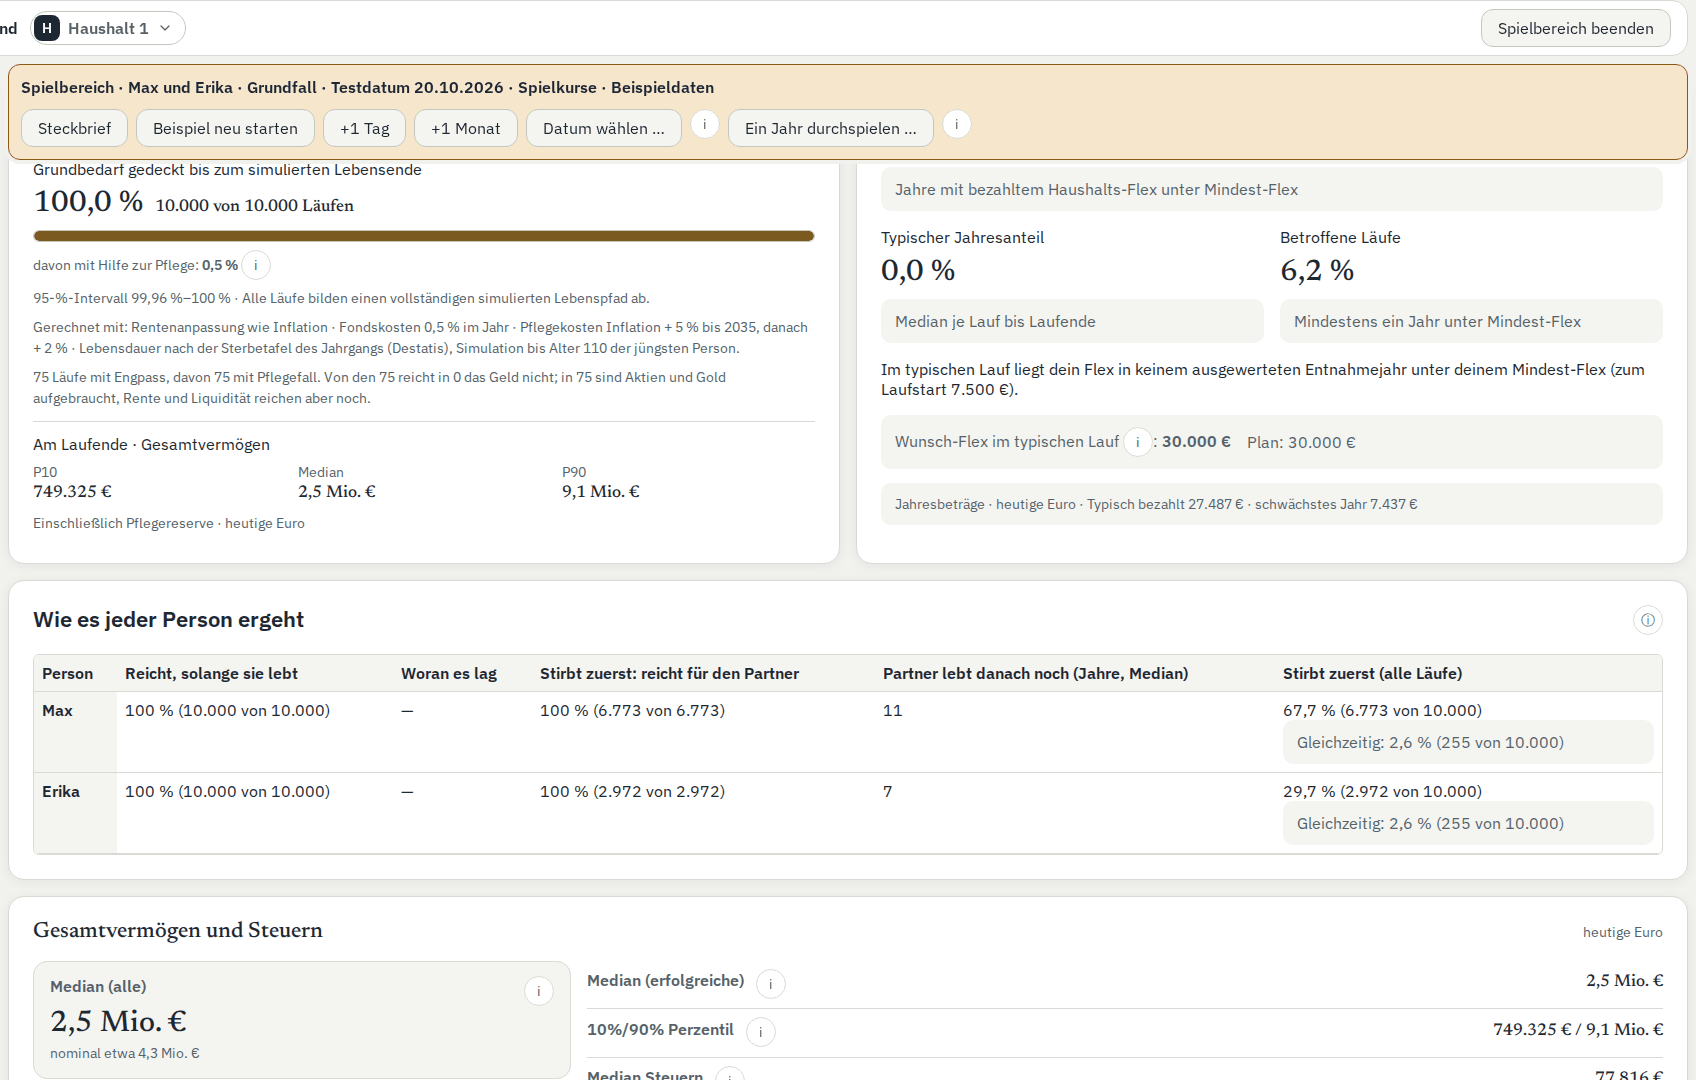 nd H Haushalt 1 Spielbereich beenden
Spielbereich · Max und Erika · Grundfall · Testdatum 20.10.2026 · Spielkurse · Beispieldaten
Steckbrief Beispiel neu starten +1 Tag +1 Monat Datum wählen ... i Ein Jahr durchspielen ... i
Grundbedarf gedeckt bis zum simulierten Lebensende
100,0 % 10.000 von 10.000 Läufen
davon mit Hilfe zur Pflege: 0,5 % i
95-%-Intervall 99,96 %–100 % · Alle Läufe bilden einen vollständigen simulierten Lebenspfad ab.
Gerechnet mit: Rentenanpassung wie Inflation · Fondskosten 0,5 % im Jahr · Pflegekosten Inflation + 5 % bis 2035, danach
+ 2 % · Lebensdauer nach der Sterbetafel des Jahrgangs (Destatis), Simulation bis Alter 110 der jüngsten Person.
75 Läufe mit Engpass, davon 75 mit Pflegefall. Von den 75 reicht in 0 das Geld nicht; in 75 sind Aktien und Gold
aufgebraucht, Rente und Liquidität reichen aber noch.
Am Laufende · Gesamtvermögen
P10 Median P90
749.325 € 2,5 Mio. € 9,1 Mio. €
Einschließlich Pflegereserve · heutige Euro
Jahre mit bezahltem Haushalts-Flex unter Mindest-Flex
Typischer Jahresanteil Betroffene Läufe
0,0 % 6,2 %
Median je Lauf bis Laufende Mindestens ein Jahr unter Mindest-Flex
Im typischen Lauf liegt dein Flex in keinem ausgewerteten Entnahmejahr unter deinem Mindest-Flex (zum
Laufstart 7.500 €).
Wunsch-Flex im typischen Lauf i : 30.000 € Plan: 30.000 €
Jahresbeträge · heutige Euro · Typisch bezahlt 27.487 € · schwächstes Jahr 7.437 €
Wie es jeder Person ergeht i
Person Reicht, solange sie lebt Woran es lag Stirbt zuerst: reicht für den Partner Partner lebt danach noch (Jahre, Median) Stirbt zuerst (alle Läufe)
Max 100 % (10.000 von 10.000) — 100 % (6.773 von 6.773) 11 67,7 % (6.773 von 10.000)
Gleichzeitig: 2,6 % (255 von 10.000)
Erika 100 % (10.000 von 10.000) — 100 % (2.972 von 2.972) 7 29,7 % (2.972 von 10.000)
Gleichzeitig: 2,6 % (255 von 10.000)
Gesamtvermögen und Steuern heutige Euro
Median (alle) i
2,5 Mio. €
nominal etwa 4,3 Mio. €
Median (erfolgreiche) i 2,5 Mio. €
10%/90% Perzentil i 749.325 € / 9,1 Mio. €
Median Steuern i 77.816 €